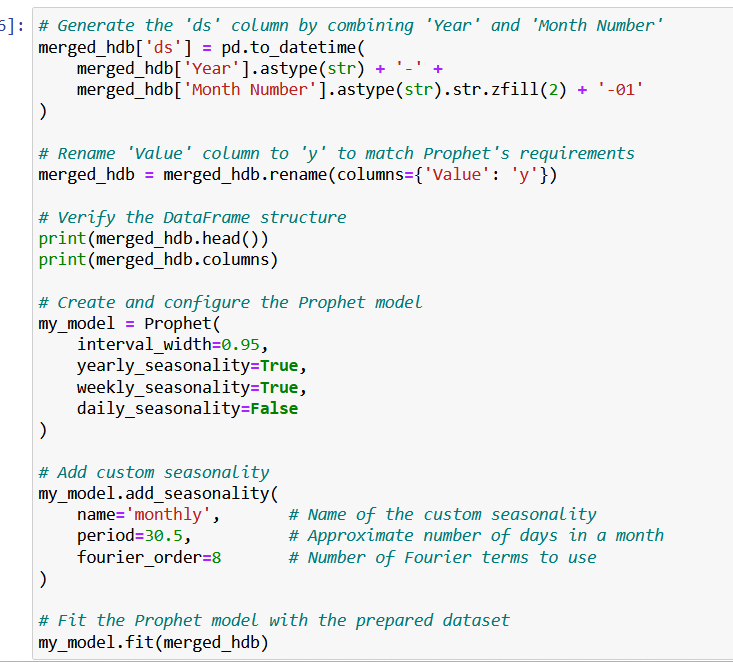 6]: # Generate the 'ds' column by combining 'Year' and 'Month Number'
merged_hdb['ds'] = pd.to_datetime(
    merged_hdb['Year'].astype(str) + '-' +
    merged_hdb['Month Number'].astype(str).str.zfill(2) + '-01'
)
# Rename 'Value' column to 'y' to match Prophet's requirements
merged_hdb = merged_hdb.rename(columns={'Value': 'y'})
# Verify the DataFrame structure
print(merged_hdb.head())
print(merged_hdb.columns)
# Create and configure the Prophet model
my_model = Prophet(
    interval_width=0.95,
    yearly_seasonality=True,
    weekly_seasonality=True,
    daily_seasonality=False
)
# Add custom seasonality
my_model.add_seasonality(
    name='monthly',       # Name of the custom seasonality
    period=30.5,          # Approximate number of days in a month
    fourier_order=8       # Number of Fourier terms to use
)
# Fit the Prophet model with the prepared dataset
my_model.fit(merged_hdb)